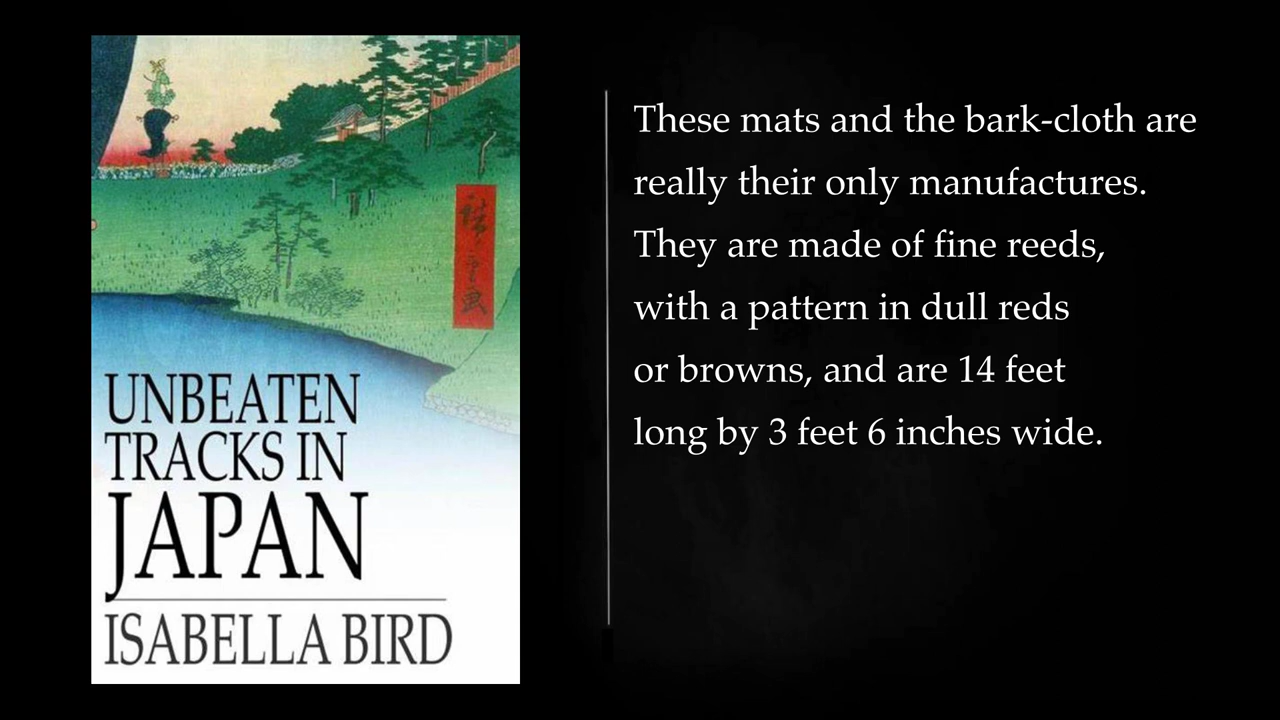 UNBEATEN
TRACKS IN
JAPAN
ISABELLA BIRD
These mats and the bark-cloth are
really their only manufactures.
They are made of fine reeds,
with a pattern in dull reds
or browns, and are 14 feet
long by 3 feet 6 inches wide.